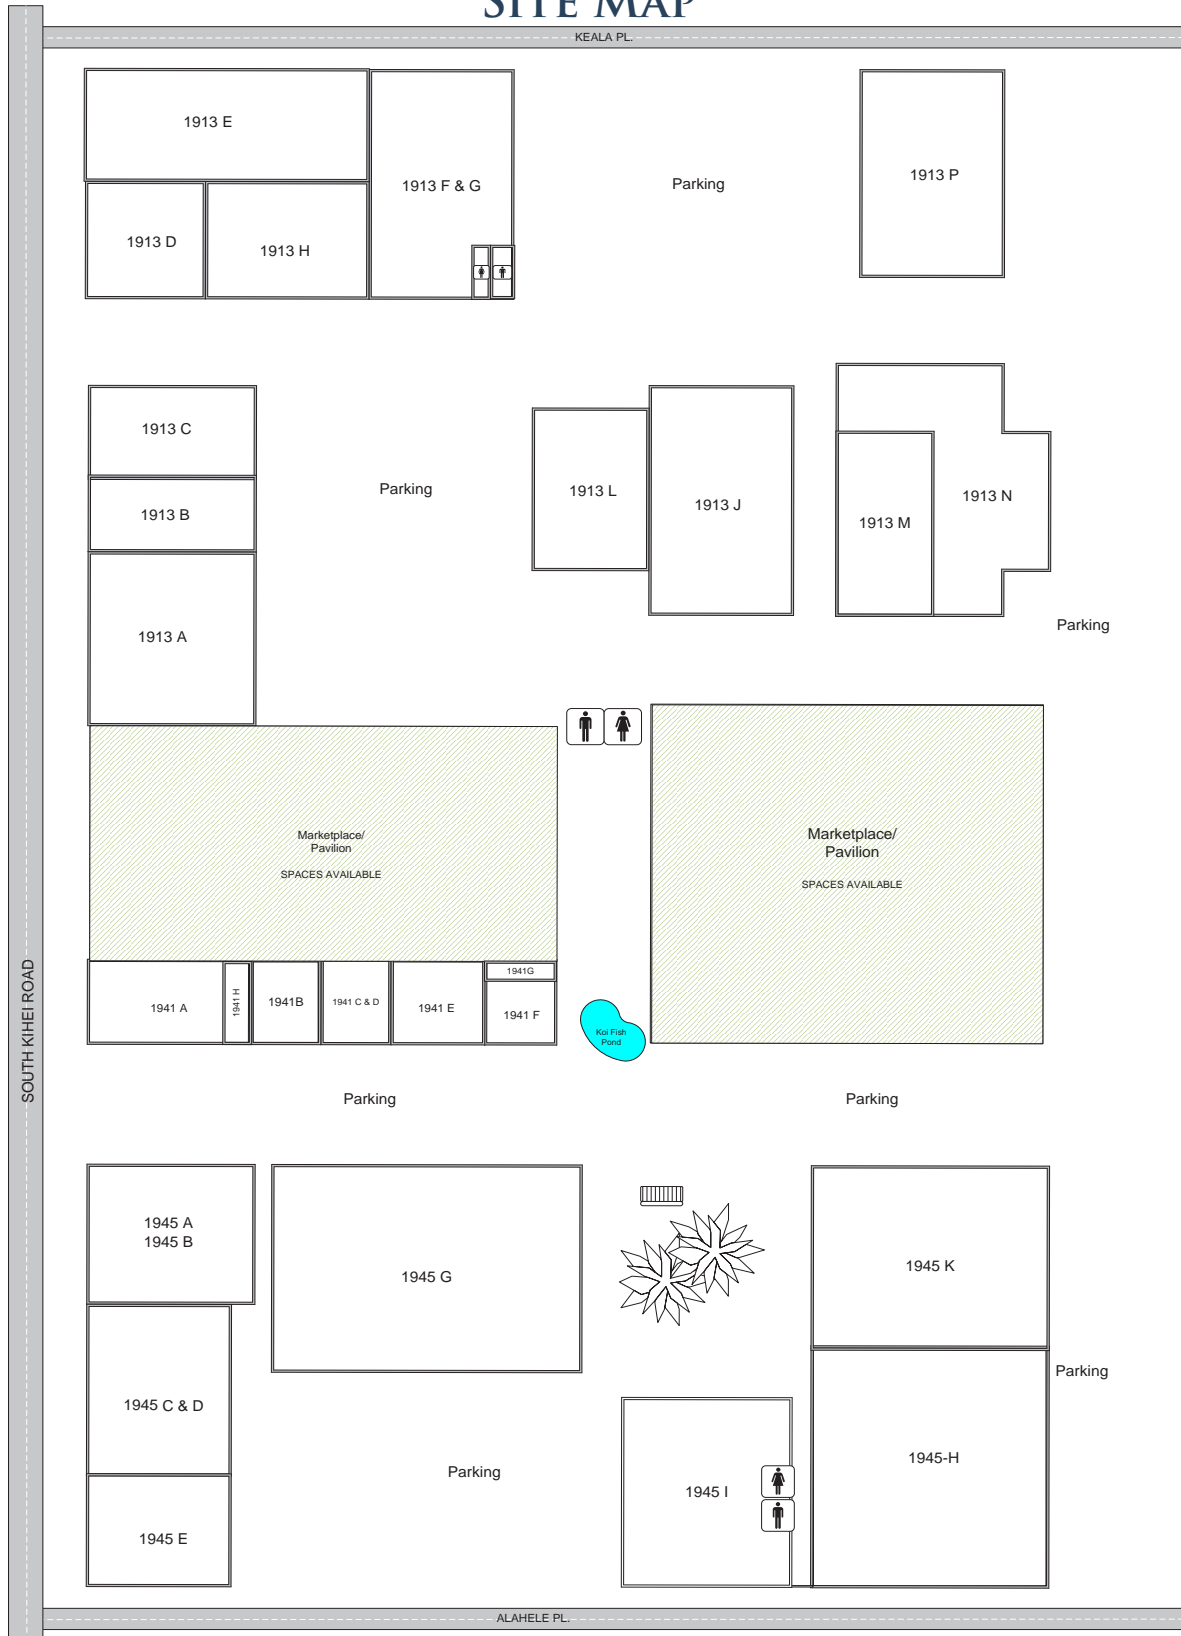 SITE MAP
KEALA PL.
1913 E
1913 F & G
Parking
1913 P
1913 D
1913 H
1913 C
1913 B
1913 A
Parking
1913 L
1913 J
1913 M
1913 N
Parking
Marketplace/
Pavilion
SPACES AVAILABLE
Marketplace/
Pavilion
SPACES AVAILABLE
SOUTH KIHEI ROAD
1941 A
1941 H
1941B
1941 C & D
1941 E
1941G
1941 F
Koi Fish
Pond
Parking
Parking
1945 A
1945 B
1945 G
1945 K
1945 C & D
Parking
1945-H
Parking
1945 I
1945 E
ALAHELE PL.